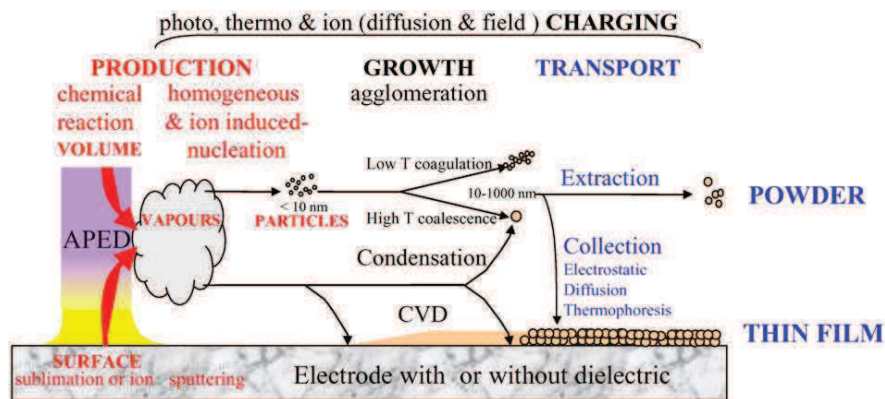 photo, thermo & ion (diffusion & field ) CHARGING
PRODUCTION
GROWTH
TRANSPORT
chemical
reaction
VOLUME
homogeneous
& ion induced-
nucleation
agglomeration
Low T coagulation
10-1000 nm
High T coalescence
Extraction
POWDER
< 10 nm
PARTICLES
VAPOURS
APED
Condensation
Collection
Electrostatic
Diffusion
Thermophoresis
CVD
THIN FILM
SURFACE
sublimation or ion sputtering
Electrode with or without dielectric